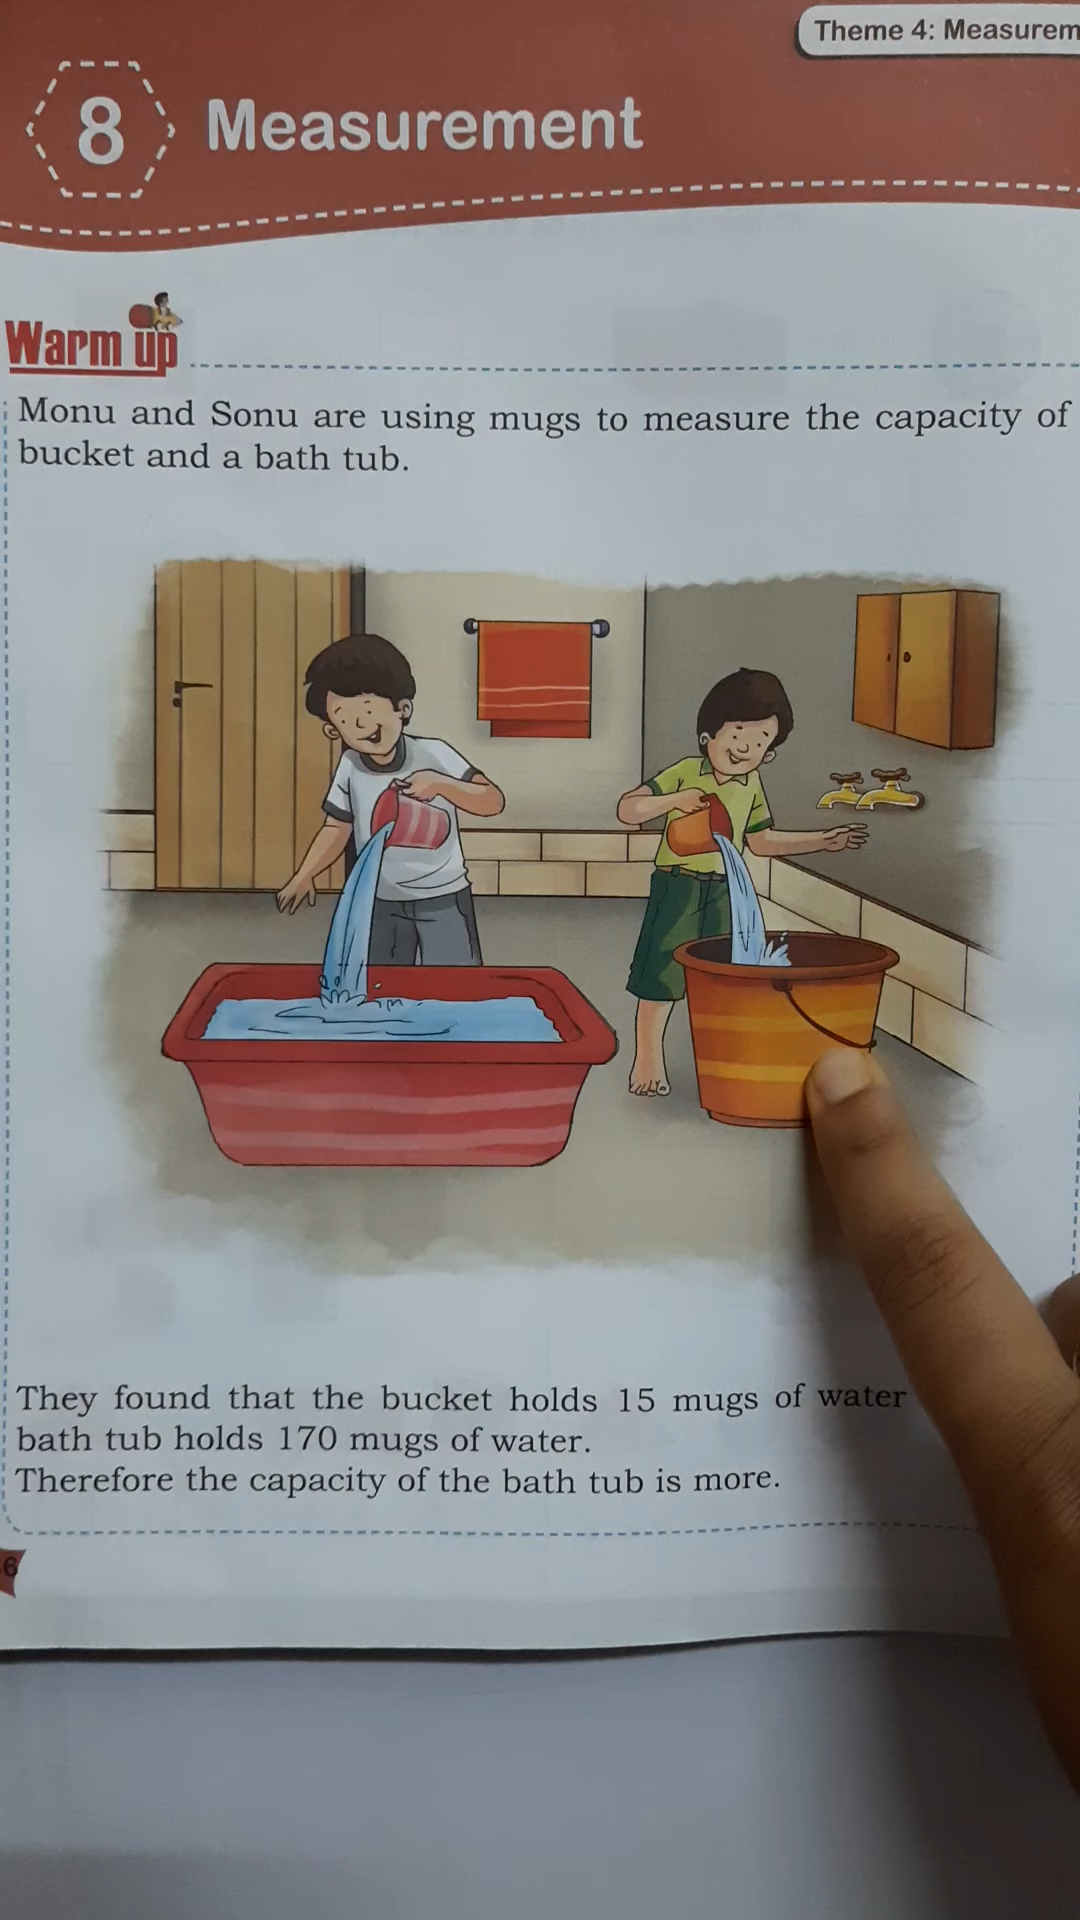 Theme 4: Measurem
8 Measurement
Warm up
Monu and Sonu are using mugs to measure the capacity of
bucket and a bath tub.
They found that the bucket holds 15 mugs of water
bath tub holds 170 mugs of water.
Therefore the capacity of the bath tub is more.
6